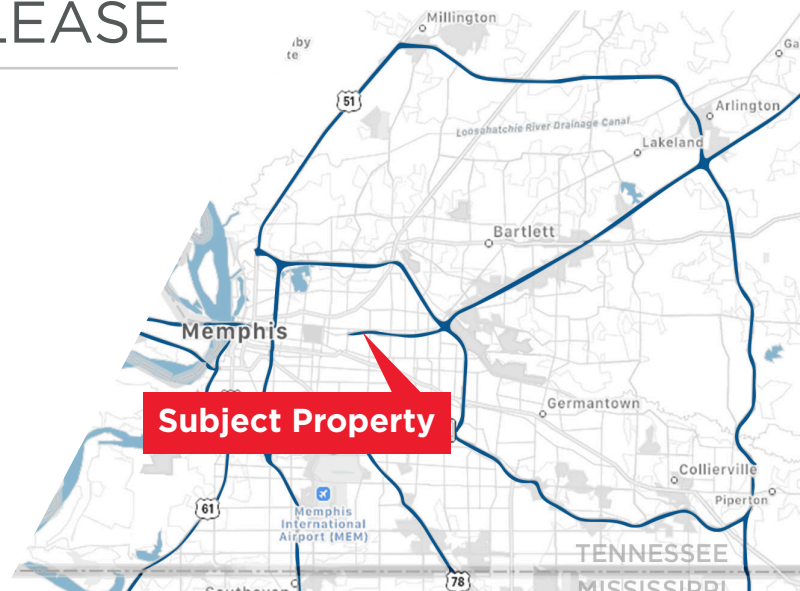 LEASE
Millington
51
Arlington
Loosahatchie River Drainage Canal
Lakeland
Bartlett
Memphis
Subject Property
Germantown
Collierville
Piperton
61
Memphis
International
Airport (MEM)
TENNESSEE
MISSISSIPPI
78